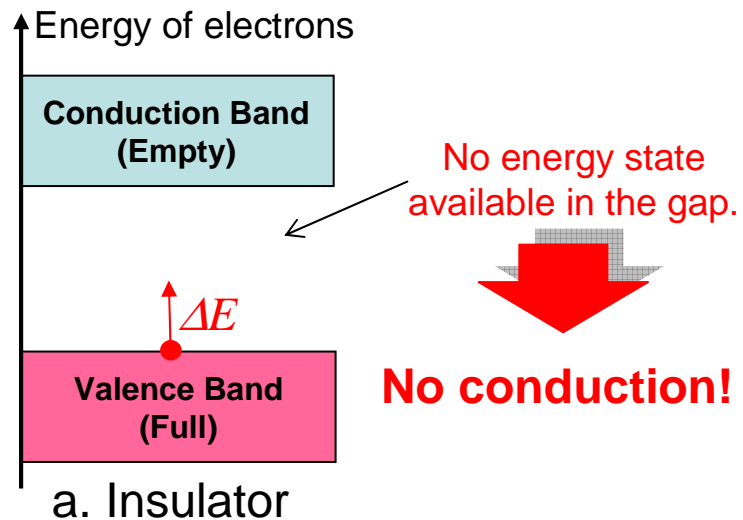 Energy of electrons
Conduction Band
(Empty)
No energy state
available in the gap.
ΔE
Valence Band
(Full)
No conduction!
a. Insulator